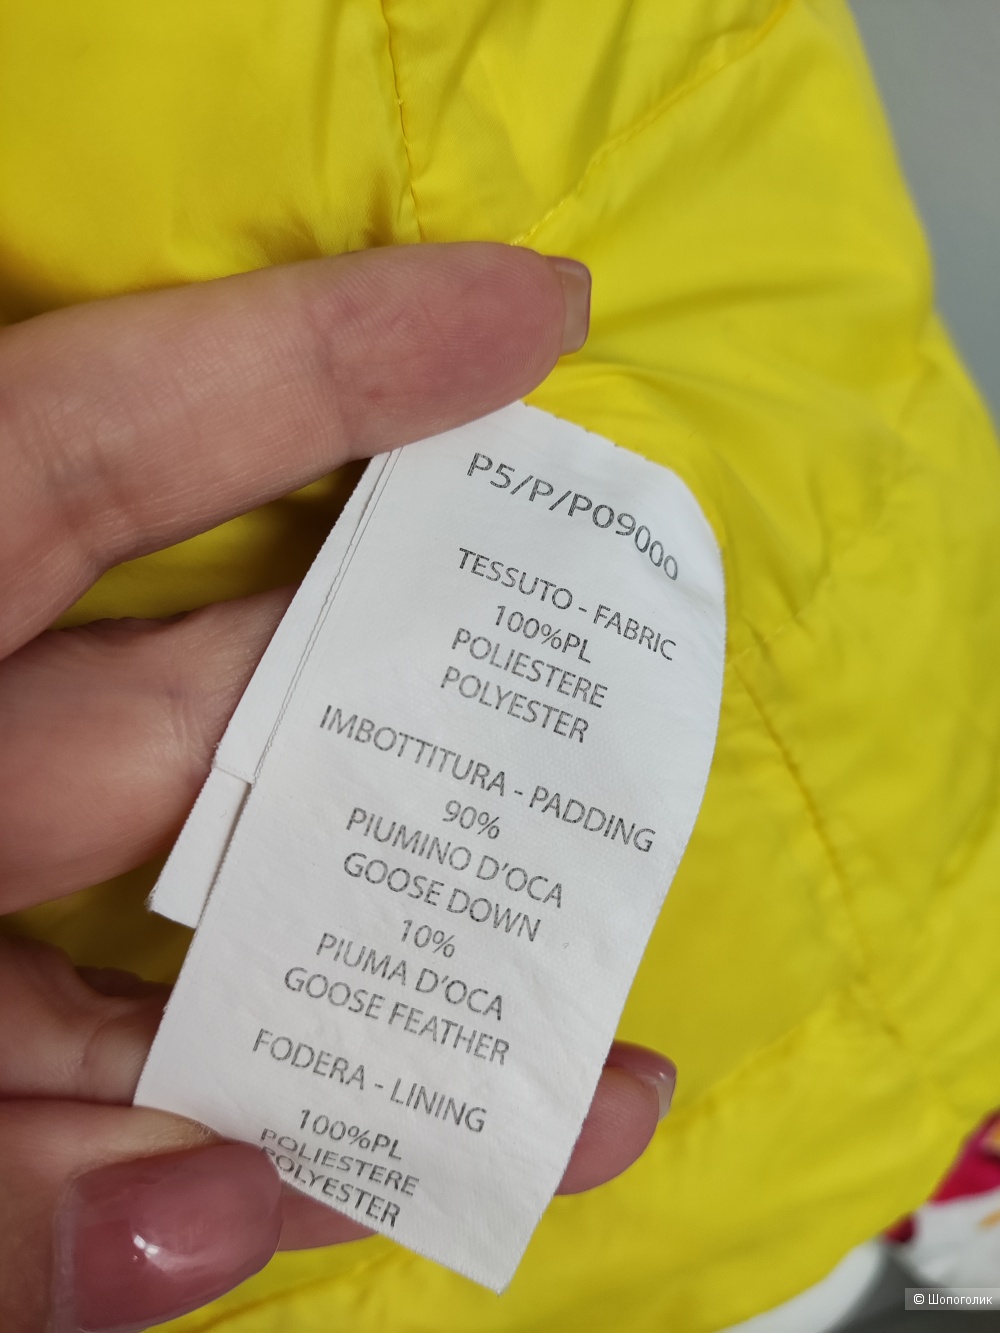 P5/P/P09000
TESSUTO - FABRIC
100%PL
POLIESTERE
POLYESTER
IMBOTTITURA - PADDING
90%
PIUMINO D'OCA
GOOSE DOWN
10%
PIUMA D'OCA
GOOSE FEATHER
FODERA - LINING
100%PL
POLIESTERE
POLYESTER
© Шопоголик